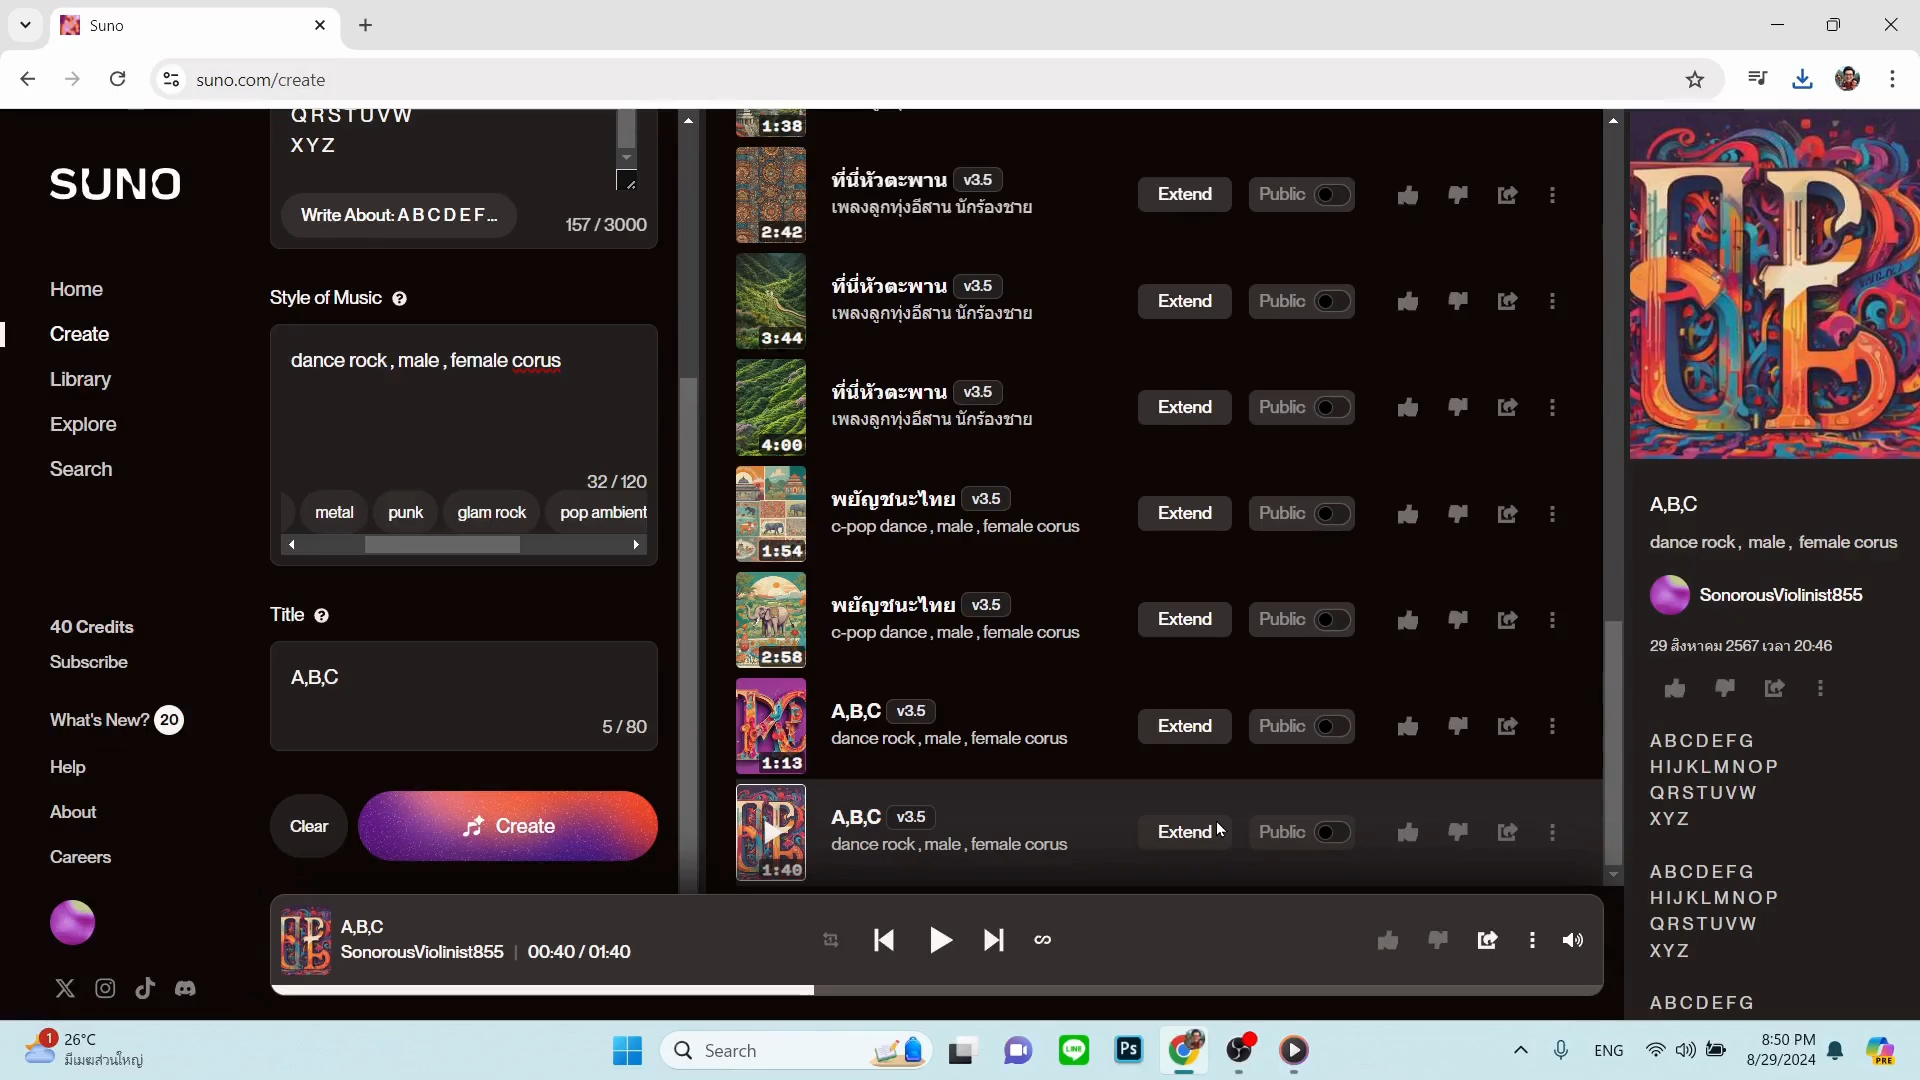 Suno
suno.com/create
SUNO
Home
Create
Library
Explore
Search
40 Credits
Subscribe
What's New? 20
Help
About
Careers
Q R S T U V W
X Y Z
Write About: A B C D E F...
157 / 3000
Style of Music ?
dance rock , male , female corus
32 / 120
metal
punk
glam rock
pop ambient
Title ?
A,B,C
5 / 80
Clear
Create
1:38
ที่นี่หัวตะพาน v3.5
เพลงลูกทุ่งอีสาน นักร้องชาย
2:42
Extend
Public
ที่นี่หัวตะพาน v3.5
เพลงลูกทุ่งอีสาน นักร้องชาย
3:44
Extend
Public
ที่นี่หัวตะพาน v3.5
เพลงลูกทุ่งอีสาน นักร้องชาย
4:00
Extend
Public
พยัญชนะไทย v3.5
c-pop dance , male , female corus
1:54
Extend
Public
พยัญชนะไทย v3.5
c-pop dance , male , female corus
2:58
Extend
Public
A,B,C v3.5
dance rock , male , female corus
1:13
Extend
Public
A,B,C v3.5
dance rock , male , female corus
1:40
Extend
Public
A,B,C
SonorousViolinist855 | 00:40 / 01:40
A,B,C
dance rock , male , female corus
SonorousViolinist855
29 สิงหาคม 2567 เวลา 20:46
A B C D E F G
H I J K L M N O P
Q R S T U V W
X Y Z
A B C D E F G
H I J K L M N O P
Q R S T U V W
X Y Z
A B C D E F G
1
26°C
มีเมฆส่วนใหญ่
Search
LINE
Ps
ENG
8:50 PM
8/29/2024
PRE